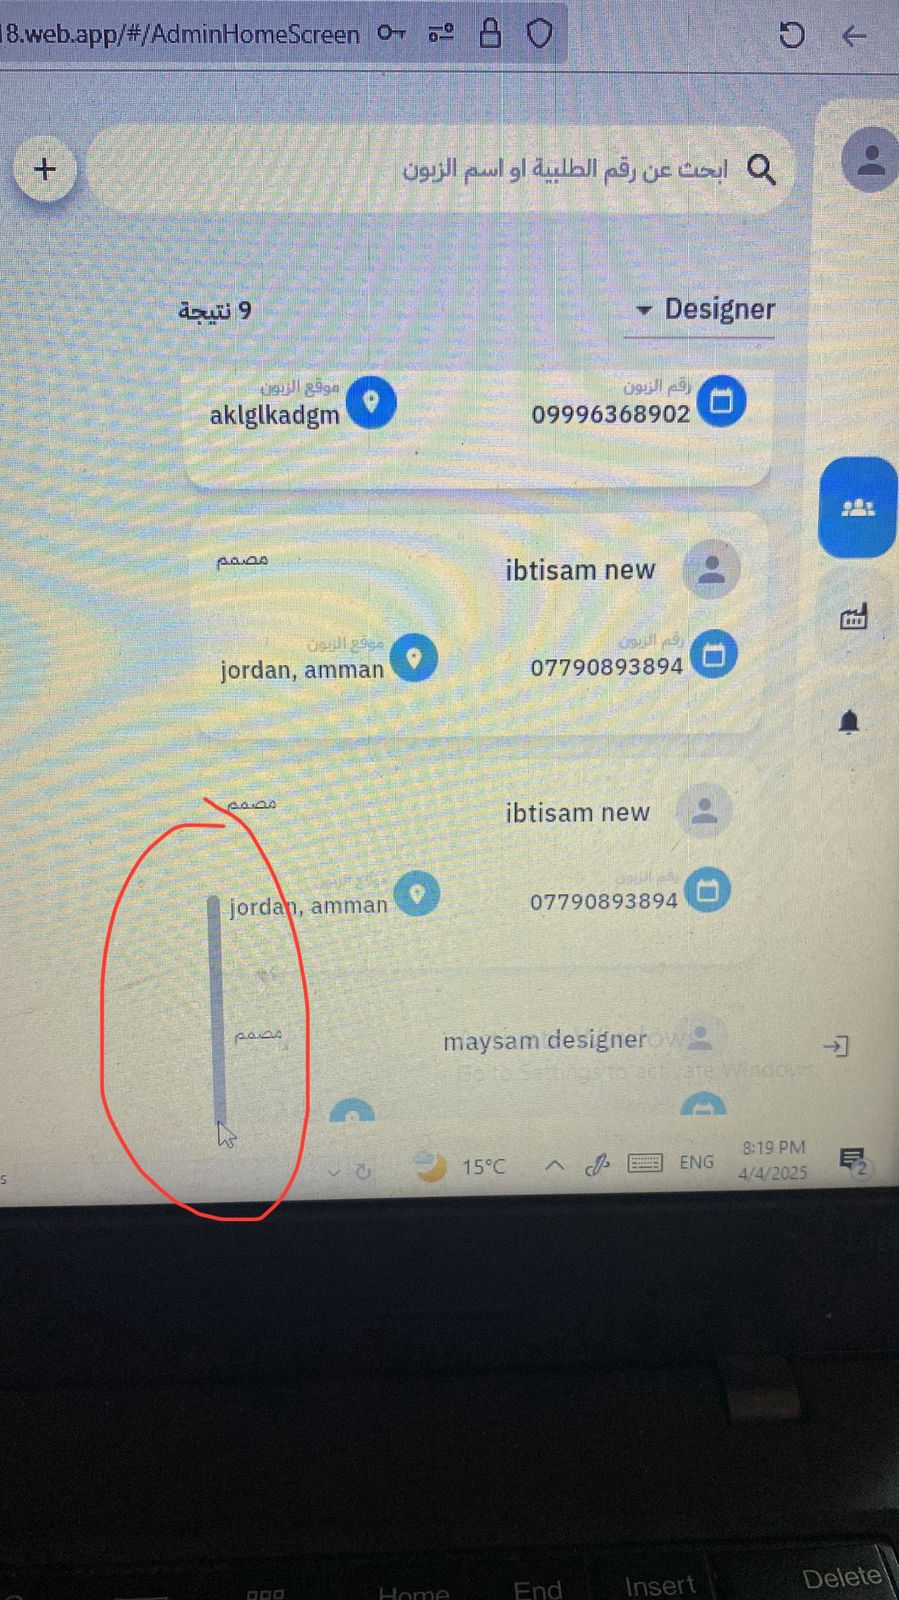 18.web.app/#/AdminHomeScreen
ابحث عن رقم الطلبية او اسم الزبون
Designer
9 نتيجة
رقم الزبون
09996368902
موقع الزبون
aklglkadgm
ibtisam new
مصمم
رقم الزبون
07790893894
موقع الزبون
jordan, amman
ibtisam new
مصمم
رقم الزبون
07790893894
موقع الزبون
jordan, amman
maysam designer
مصمم
Go to Settings to activate Windows.
15°C
ENG
8:19 PM
4/4/2025
2
Home
End
Insert
Delete